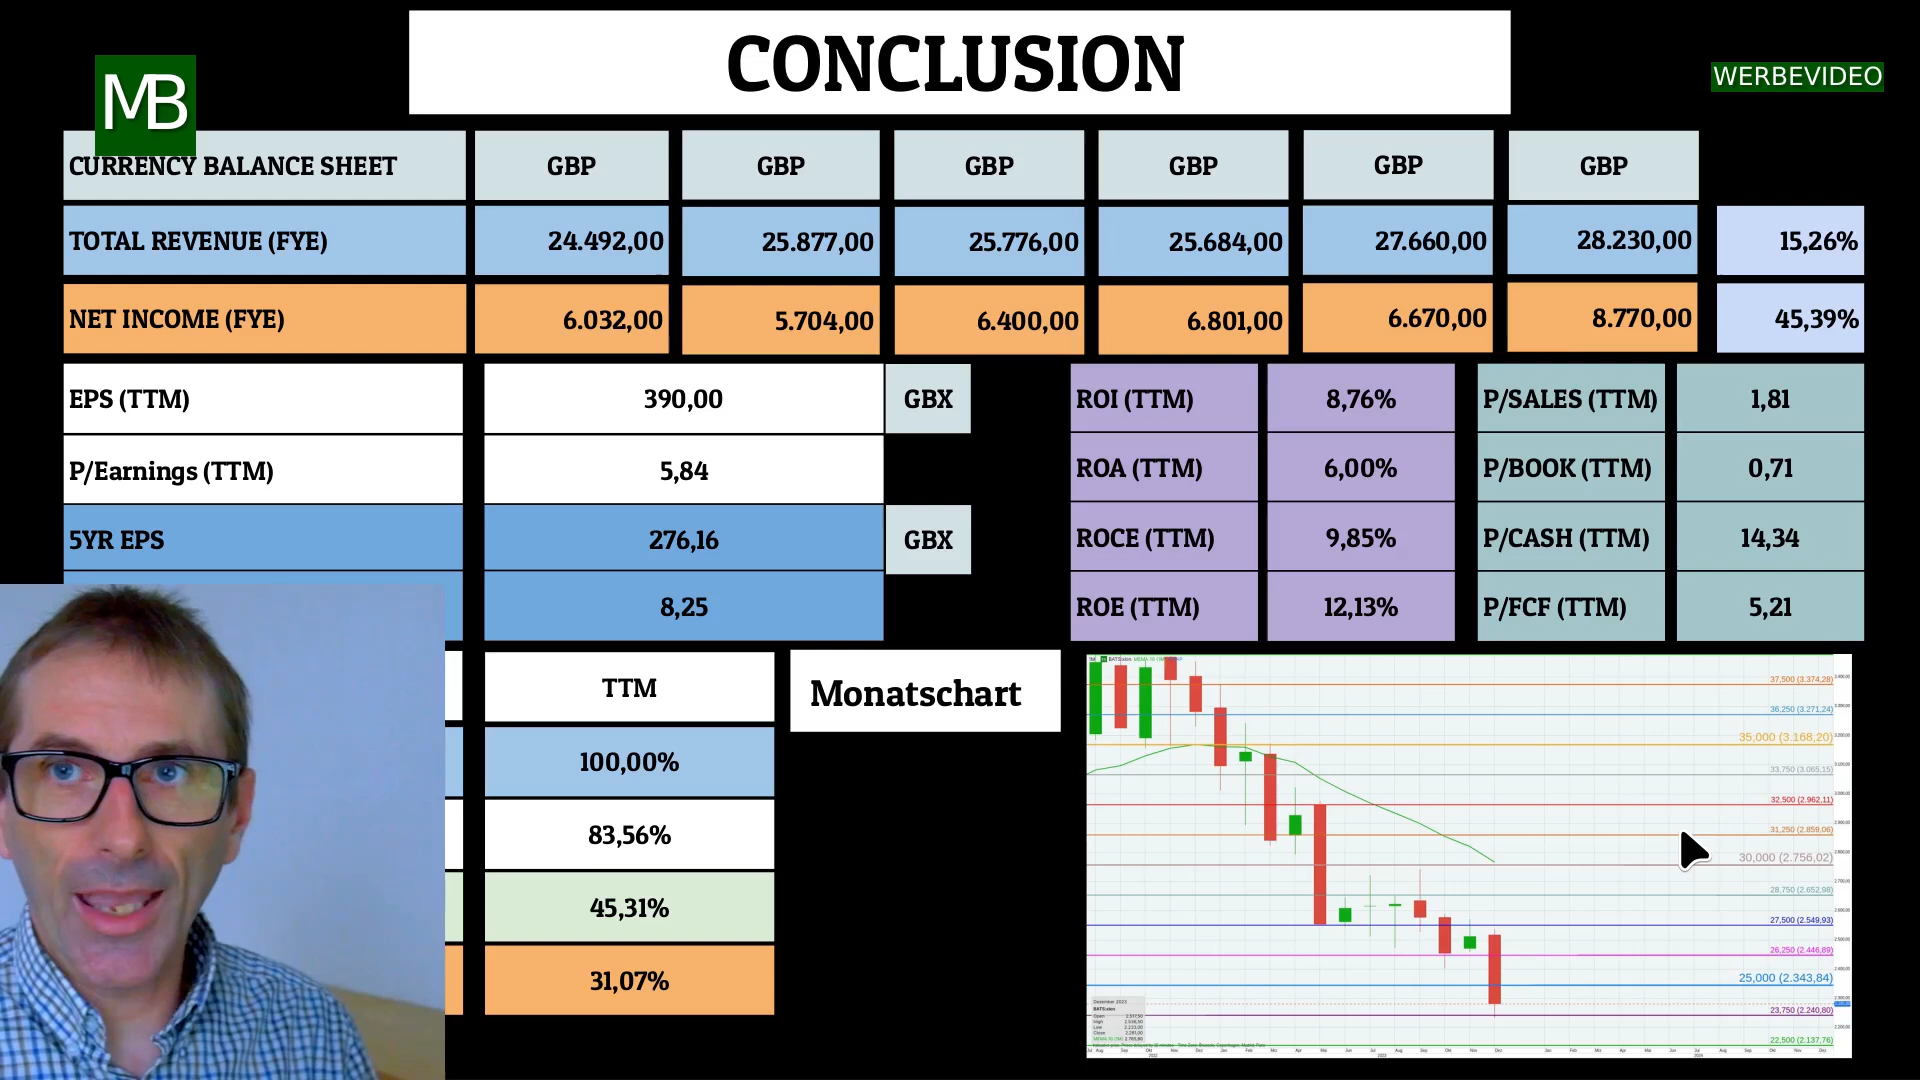 CONCLUSION
MB
WERBEVIDEO
CURRENCY BALANCE SHEET GBP GBP GBP GBP GBP GBP
TOTAL REVENUE (FYE) 24.492,00 25.877,00 25.776,00 25.684,00 27.660,00 28.230,00 15,26%
NET INCOME (FYE) 6.032,00 5.704,00 6.400,00 6.801,00 6.670,00 8.770,00 45,39%
EPS (TTM) 390,00 GBX ROI (TTM) 8,76% P/SALES (TTM) 1,81
P/Earnings (TTM) 5,84 ROA (TTM) 6,00% P/BOOK (TTM) 0,71
5YR EPS 276,16 GBX ROCE (TTM) 9,85% P/CASH (TTM) 14,34
8,25 ROE (TTM) 12,13% P/FCF (TTM) 5,21
TTM
100,00%
83,56%
45,31%
31,07%
Monatschart
37,500 (3.374,28)
36,250 (3.271,24)
35,000 (3.168,20)
33,750 (3.065,15)
32,500 (2.962,11)
31,250 (2.859,06)
30,000 (2.756,02)
28,750 (2.652,98)
27,500 (2.549,93)
26,250 (2.446,89)
25,000 (2.343,84)
23,750 (2.240,80)
22,500 (2.137,76)
Dezember 2023